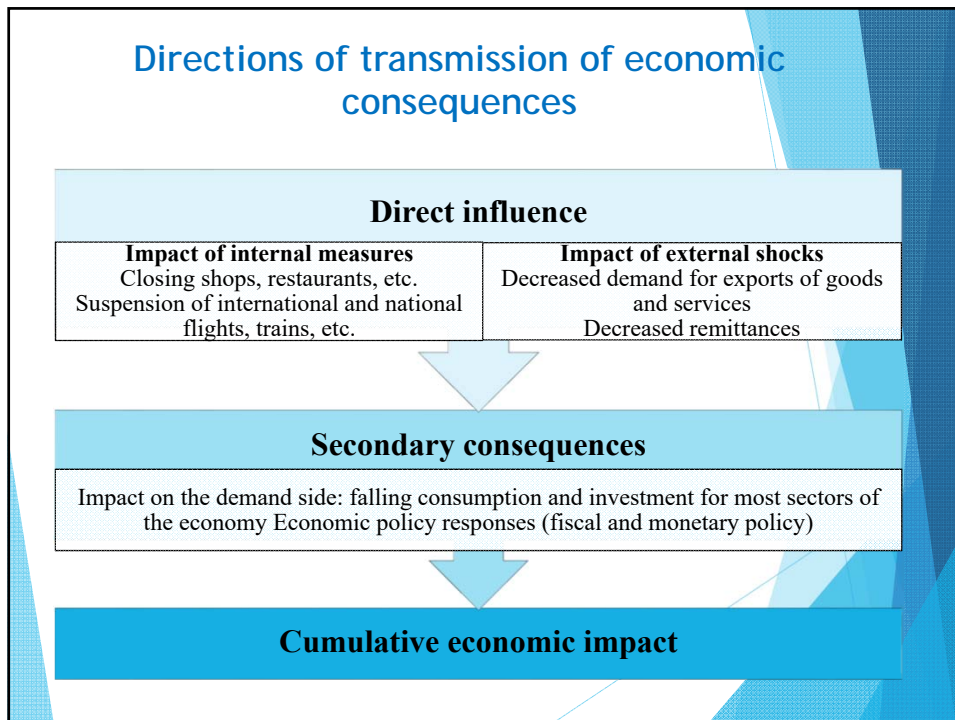 Directions of transmission of economic
consequences
Direct influence
Impact of internal measures
Closing shops, restaurants, etc.
Suspension of international and national
flights, trains, etc.
Impact of external shocks
Decreased demand for exports of goods
and services
Decreased remittances
Secondary consequences
Impact on the demand side: falling consumption and investment for most sectors of
the economy Economic policy responses (fiscal and monetary policy)
Cumulative economic impact